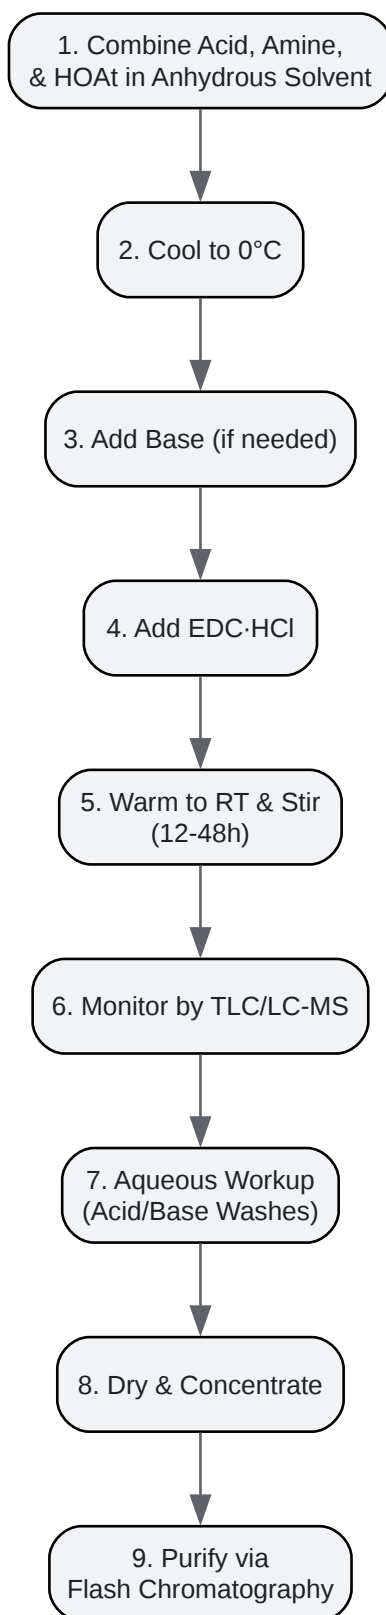 1. Combine Acid, Amine,
& HOAt in Anhydrous Solvent
2. Cool to 0°C
3. Add Base (if needed)
4. Add EDC·HCl
5. Warm to RT & Stir
(12-48h)
6. Monitor by TLC/LC-MS
7. Aqueous Workup
(Acid/Base Washes)
8. Dry & Concentrate
9. Purify via
Flash Chromatography